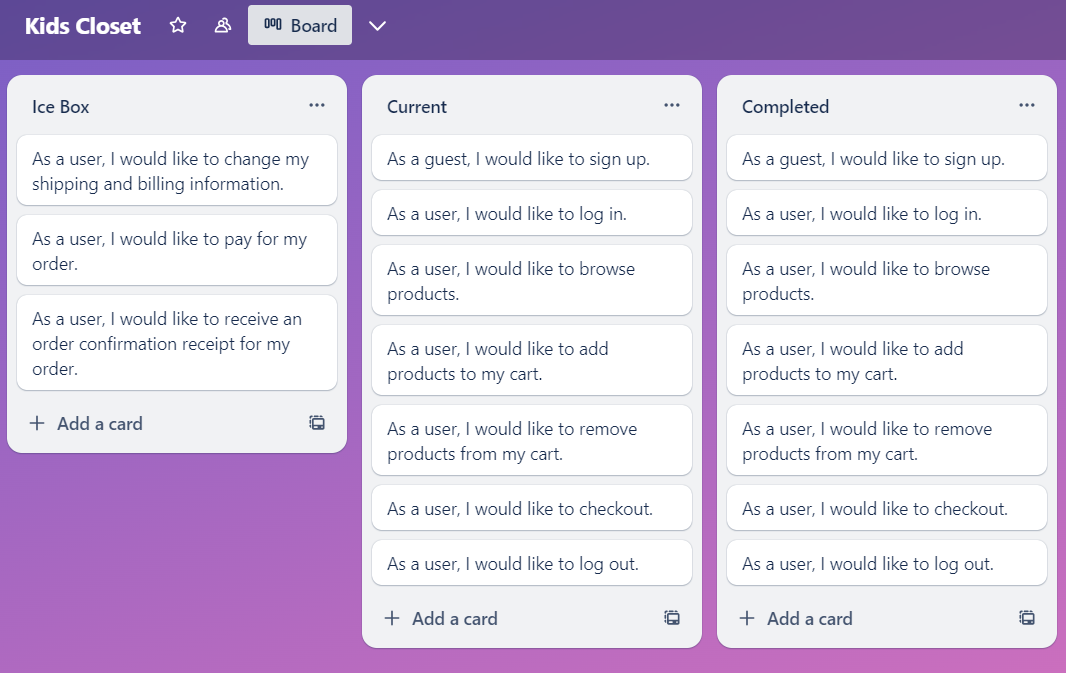 Kids Closet
Board
Ice Box
As a user, I would like to change my
shipping and billing information.
As a user, I would like to pay for my
order.
As a user, I would like to receive an
order confirmation receipt for my
order.
Add a card
Current
As a guest, I would like to sign up.
As a user, I would like to log in.
As a user, I would like to browse
products.
As a user, I would like to add
products to my cart.
As a user, I would like to remove
products from my cart.
As a user, I would like to checkout.
As a user, I would like to log out.
Add a card
Completed
As a guest, I would like to sign up.
As a user, I would like to log in.
As a user, I would like to browse
products.
As a user, I would like to add
products to my cart.
As a user, I would like to remove
products from my cart.
As a user, I would like to checkout.
As a user, I would like to log out.
Add a card